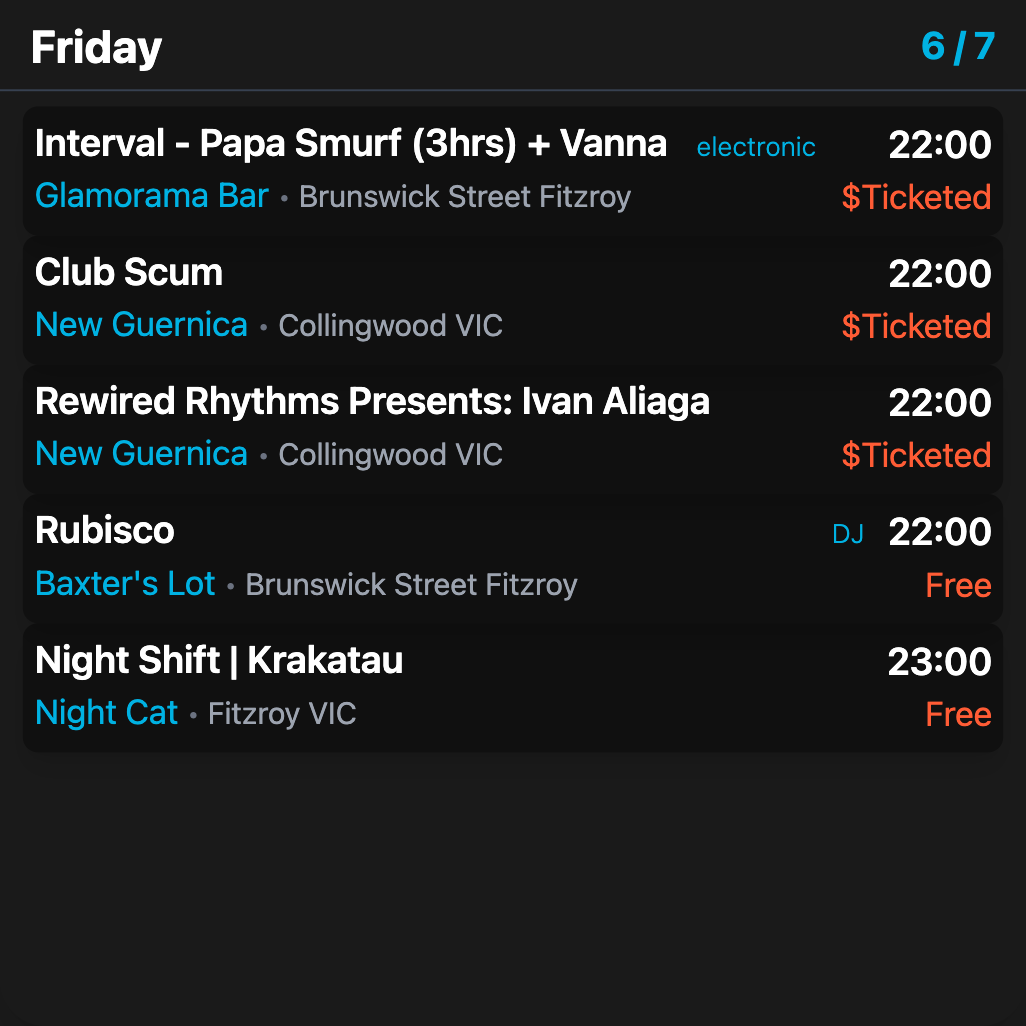 Friday 6 / 7
Interval - Papa Smurf (3hrs) + Vanna electronic 22:00
Glamorama Bar • Brunswick Street Fitzroy $Ticketed
Club Scum 22:00
New Guernica • Collingwood VIC $Ticketed
Rewired Rhythms Presents: Ivan Aliaga 22:00
New Guernica • Collingwood VIC $Ticketed
Rubisco DJ 22:00
Baxter's Lot • Brunswick Street Fitzroy Free
Night Shift | Krakatau 23:00
Night Cat • Fitzroy VIC Free